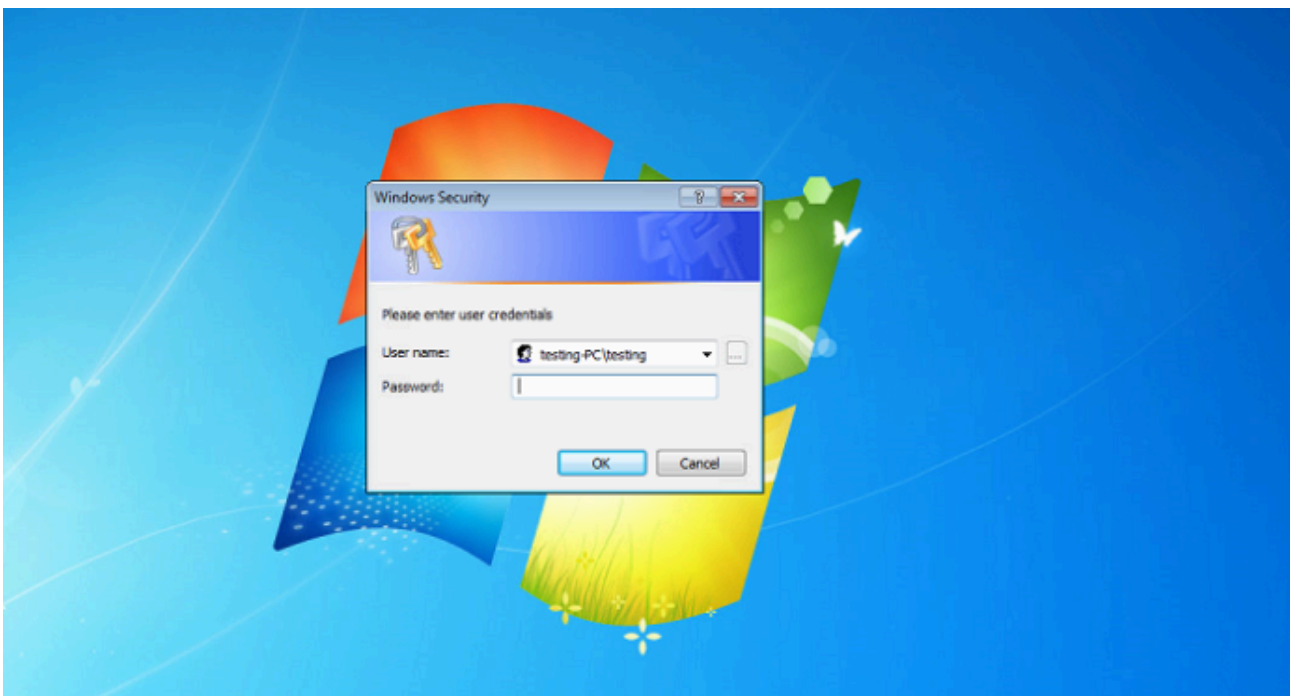 Windows Security
Please enter user credentials
User name: testing-PC\testing ...
Password:
OK Cancel